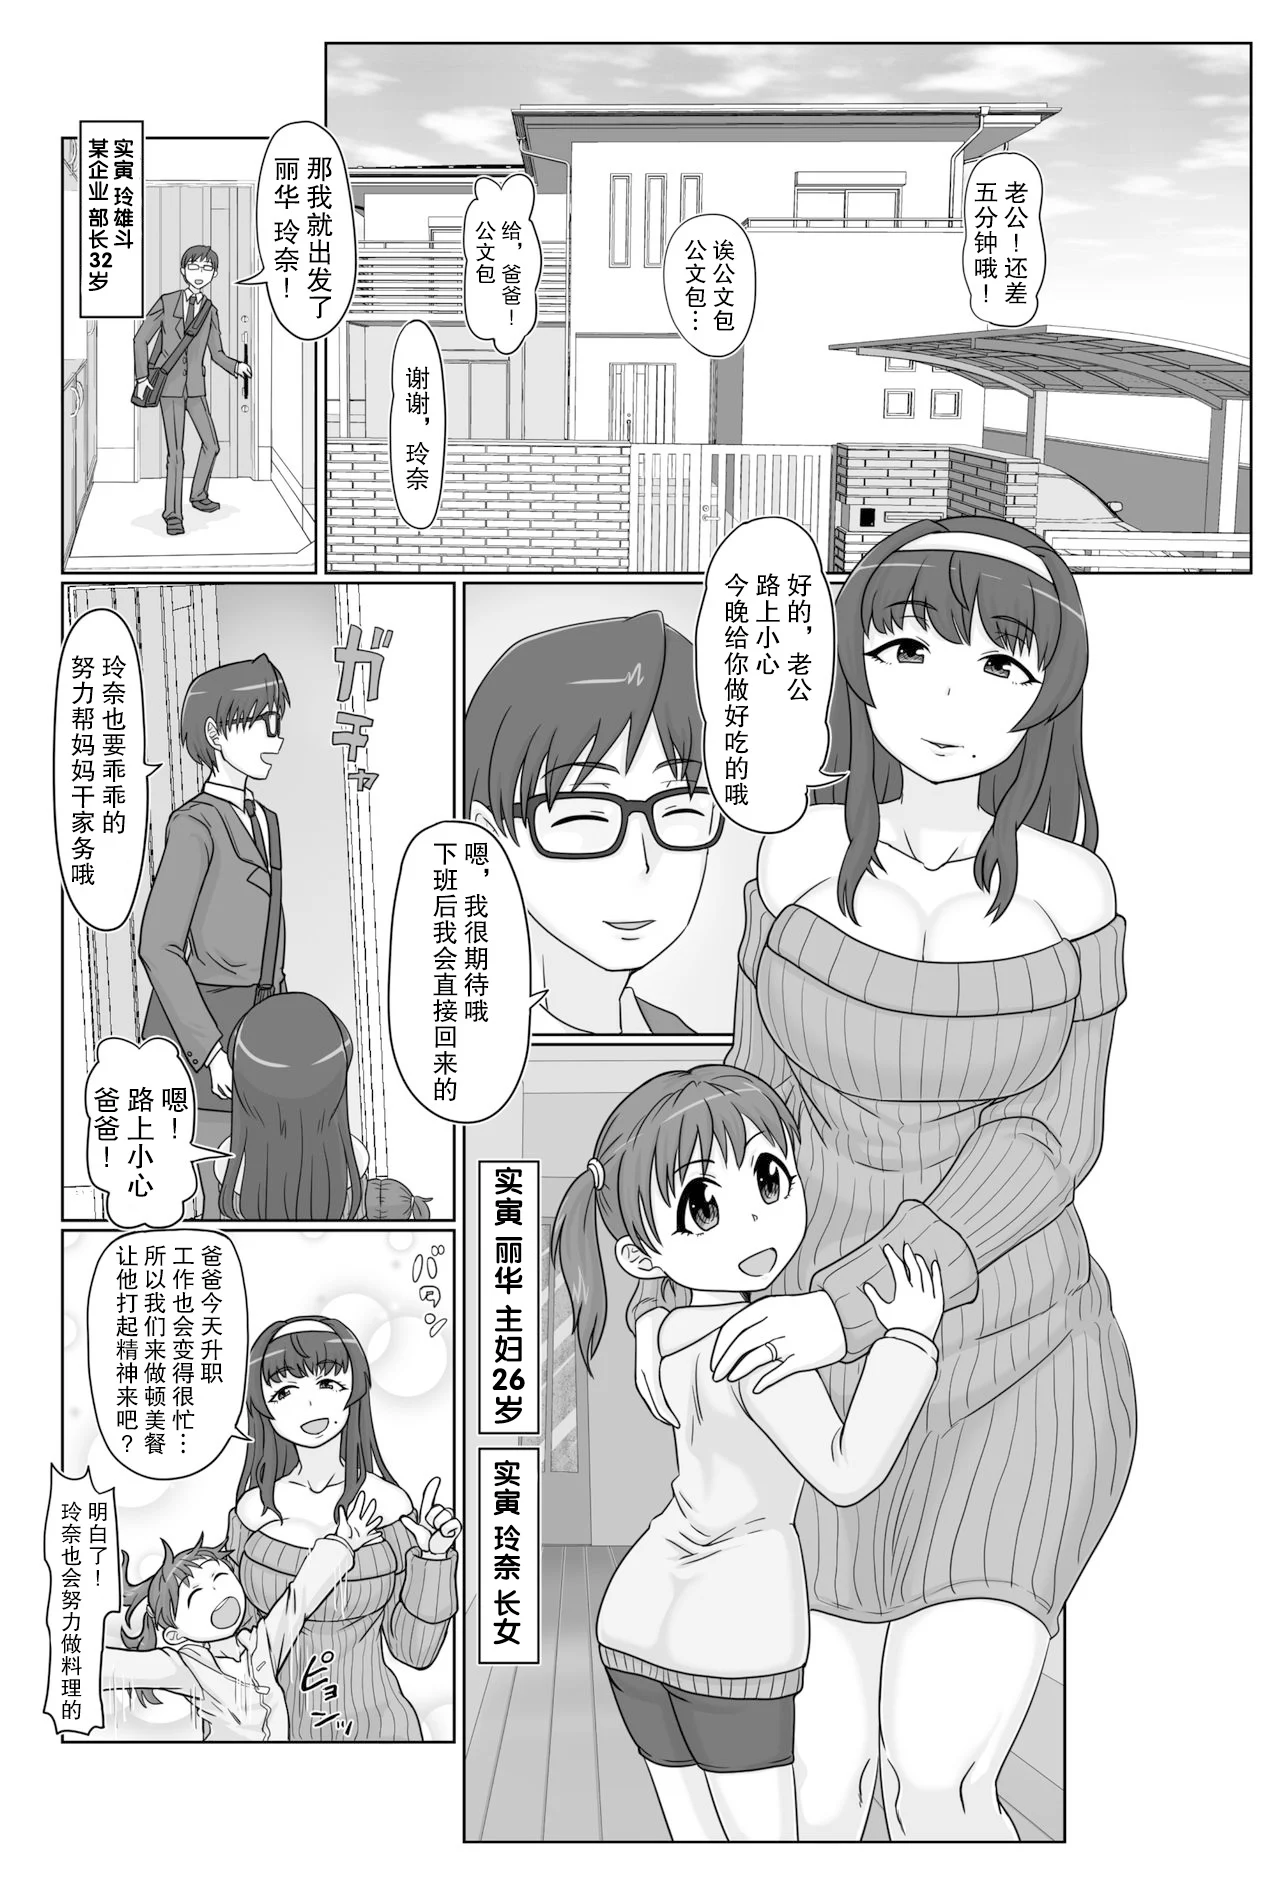 老公！还差
五分钟哦！
诶公文包
公文包…
给，爸爸！
公文包
谢谢，玲奈
那我就出发了
丽华 玲奈！
实寅 玲雄斗
某企业 部长32岁
好的，老公
路上小心
今晚给你做好吃的哦
嗯，我很期待哦
下班后我会直接回来的
ガチャ
玲奈也要乖乖的
努力帮妈妈干家务哦
嗯！
路上小心
爸爸！
实寅 丽华 主妇26岁
实寅 玲奈 长女
バタン
爸爸今天升职
工作也会变得很忙…
所以我们来做顿美餐
让他打起精神来吧？
明白了！
玲奈也会努力做料理的
ピョンッ